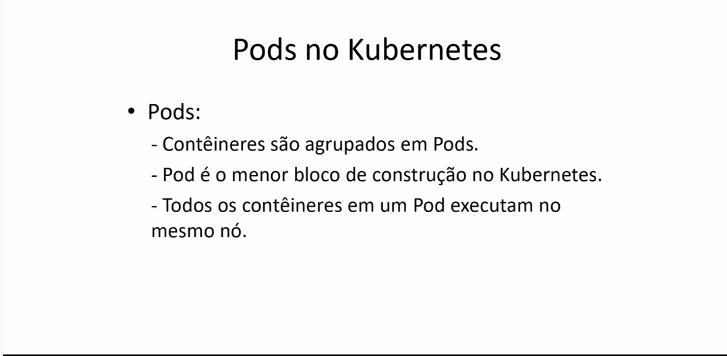 Pods no Kubernetes
• Pods:
- Contêineres são agrupados em Pods.
- Pod é o menor bloco de construção no Kubernetes.
- Todos os contêineres em um Pod executam no
mesmo nó.